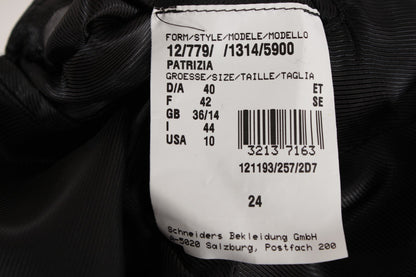 FORM/STYLE/MODELE/MODELLO
12/779/ /1314/5900
PATRIZIA
GROESSE/SIZE/TAILLE/TAGLIA
D/A 40 ET
F 42 SE
GB 36/14
I 44
USA 10
3213 7163
121193/257/2D7
24
Schneiders Bekleidung GmbH
A-5020 Salzburg, Postfach 200